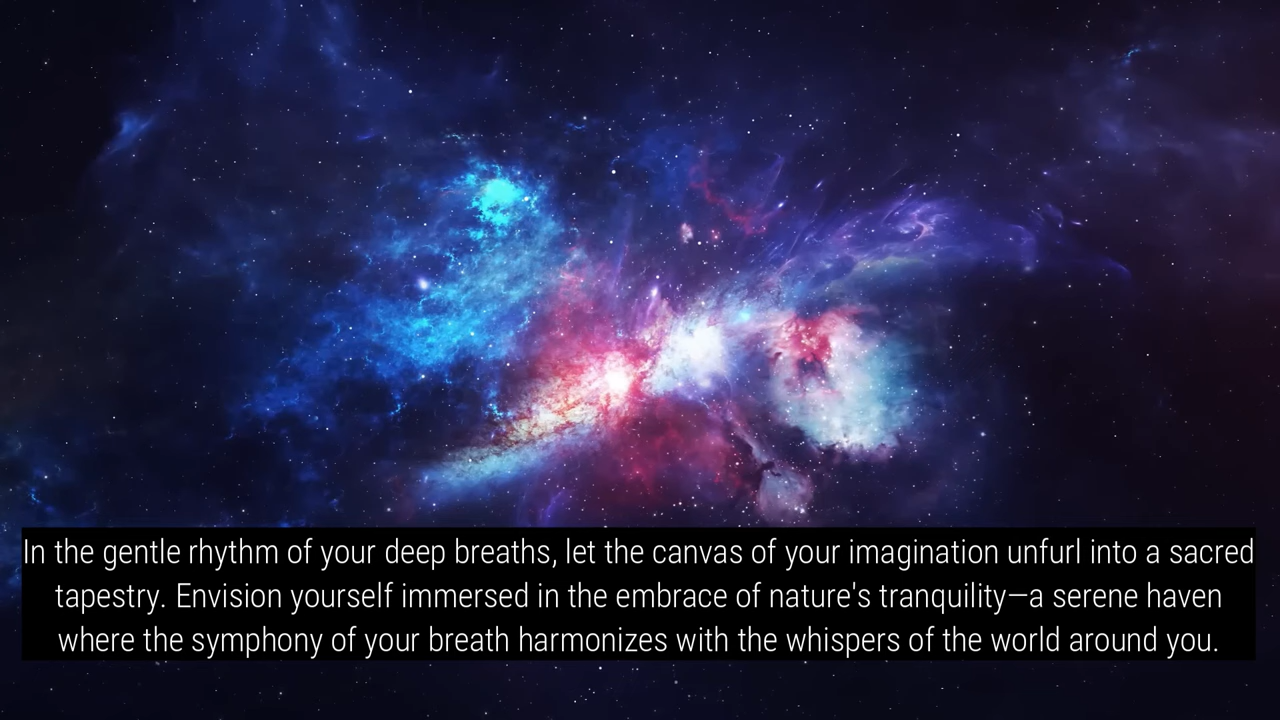 In the gentle rhythm of your deep breaths, let the canvas of your imagination unfurl into a sacred
tapestry. Envision yourself immersed in the embrace of nature's tranquility—a serene haven
where the symphony of your breath harmonizes with the whispers of the world around you.